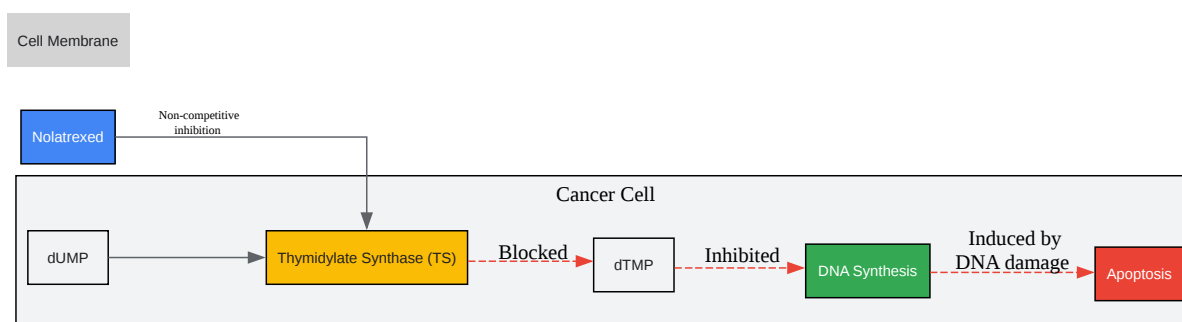 Cell Membrane
Non-competitive
inhibition
Nolatrexed
Cancer Cell
dUMP
Thymidylate Synthase (TS)
Blocked
dTMP
Inhibited
DNA Synthesis
Induced by
DNA damage
Apoptosis